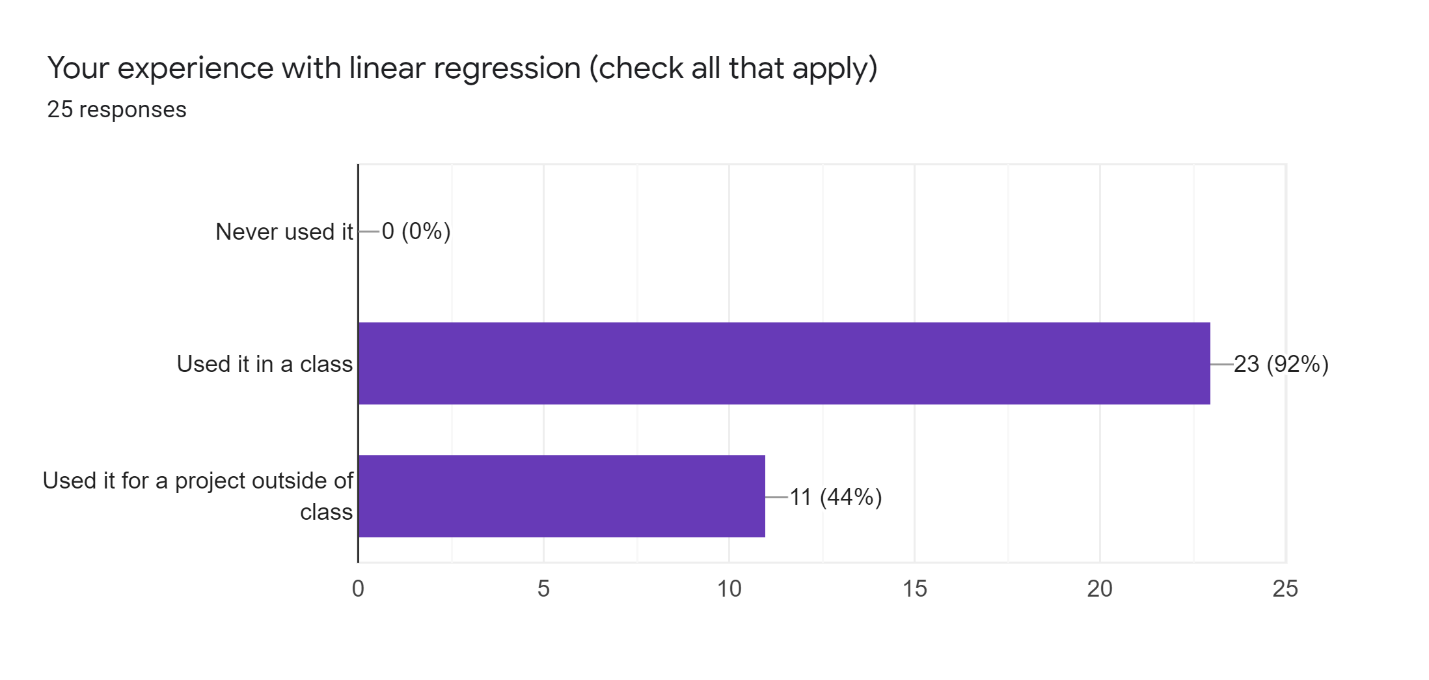 Your experience with linear regression (check all that apply)
25 responses
Never used it
0 (0%)
Used it in a class
23 (92%)
Used it for a project outside of
class
11 (44%)
0 5 10 15 20 25